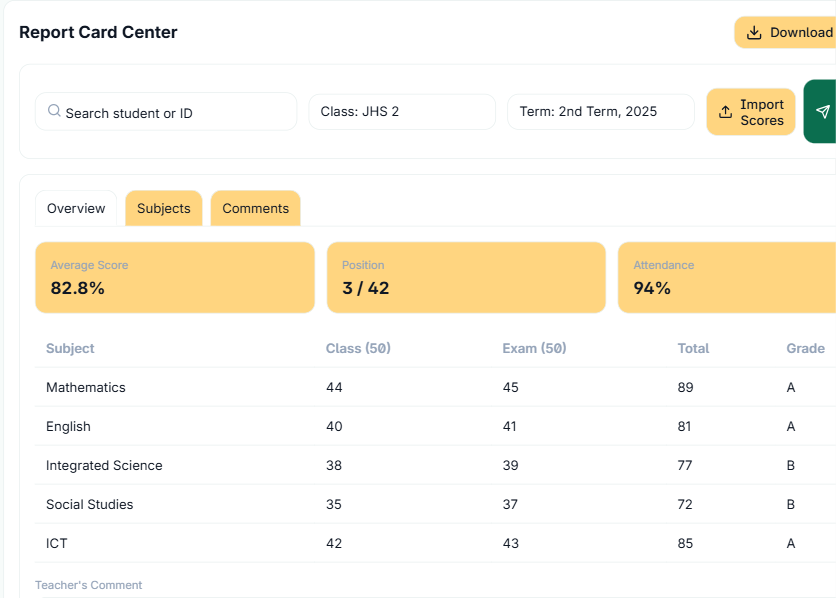 Report Card Center
Download
Search student or ID
Class: JHS 2
Term: 2nd Term, 2025
Import
Scores
Overview
Subjects
Comments
Average Score
82.8%
Position
3 / 42
Attendance
94%
Subject Class (50) Exam (50) Total Grade
Mathematics 44 45 89 A
English 40 41 81 A
Integrated Science 38 39 77 B
Social Studies 35 37 72 B
ICT 42 43 85 A
Teacher's Comment